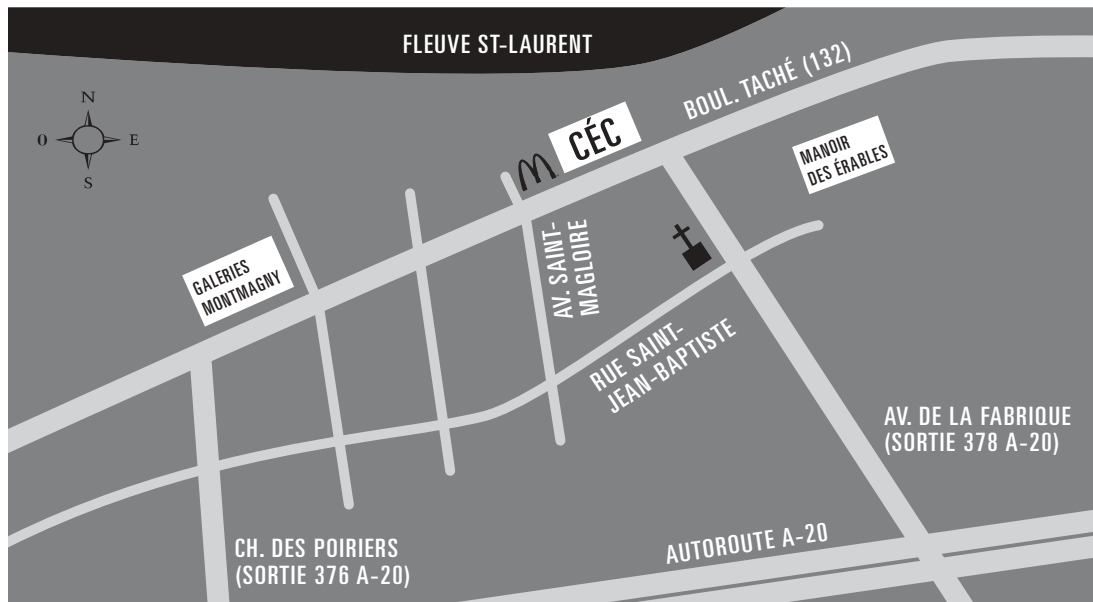 FLEUVE ST-LAURENT
BOUL. TACHÉ (132)
N
O E
S
CÉC
MANOIR
DES ÉRABLES
GALERIES
MONTMAGNY
AV. SAINT-
MAGLOIRE
RUE SAINT-
JEAN-BAPTISTE
AV. DE LA FABRIQUE
(SORTIE 378 A-20)
CH. DES POIRIERS
(SORTIE 376 A-20)
AUTOROUTE A-20